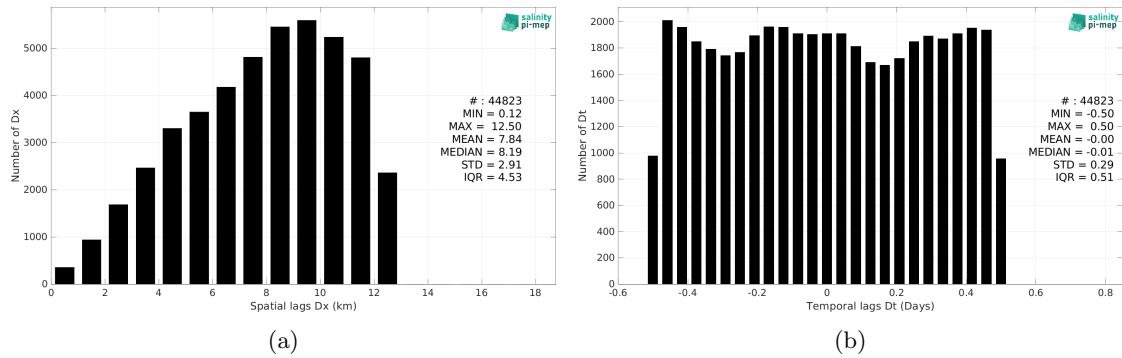 salinity
pi-mep
Number of Dx
5000
4000
3000
2000
1000
0
# : 44823
MIN = 0.12
MAX = 12.50
MEAN = 7.84
MEDIAN = 8.19
STD = 2.91
IQR = 4.53
0 2 4 6 8 10 12 14 16 18
Spatial lags Dx (km)
(a)
salinity
pi-mep
Number of Dt
2000
1800
1600
1400
1200
1000
800
600
400
200
0
# : 44823
MIN = -0.50
MAX = 0.50
MEAN = -0.00
MEDIAN = -0.01
STD = 0.29
IQR = 0.51
-0.6 -0.4 -0.2 0 0.2 0.4 0.6 0.8
Temporal lags Dt (Days)
(b)